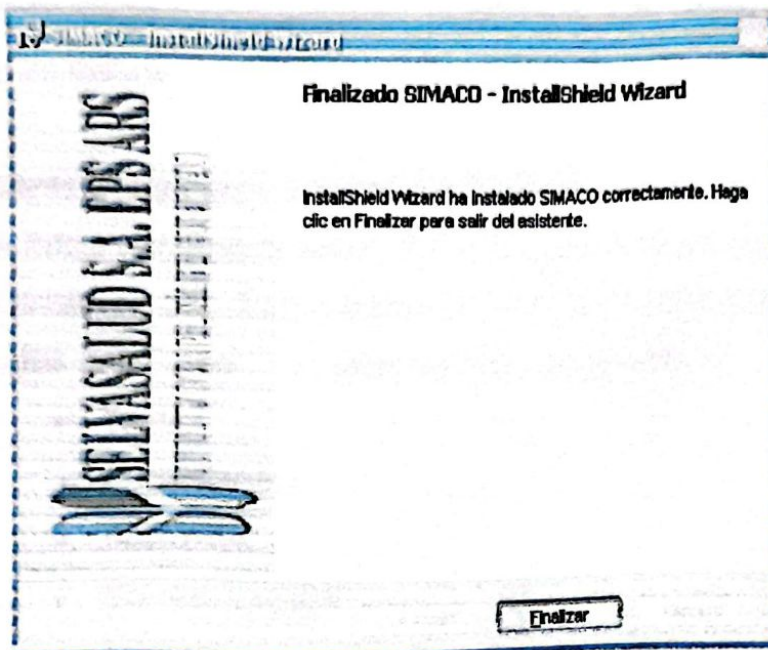 SIMACO - InstallShield Wizard
Finalizado SIMACO - InstallShield Wizard
InstallShield Wizard ha instalado SIMACO correctamente. Haga
clic en Finalizar para salir del asistente.
SELVASALUD S.A. EPS ARS
Finalizar